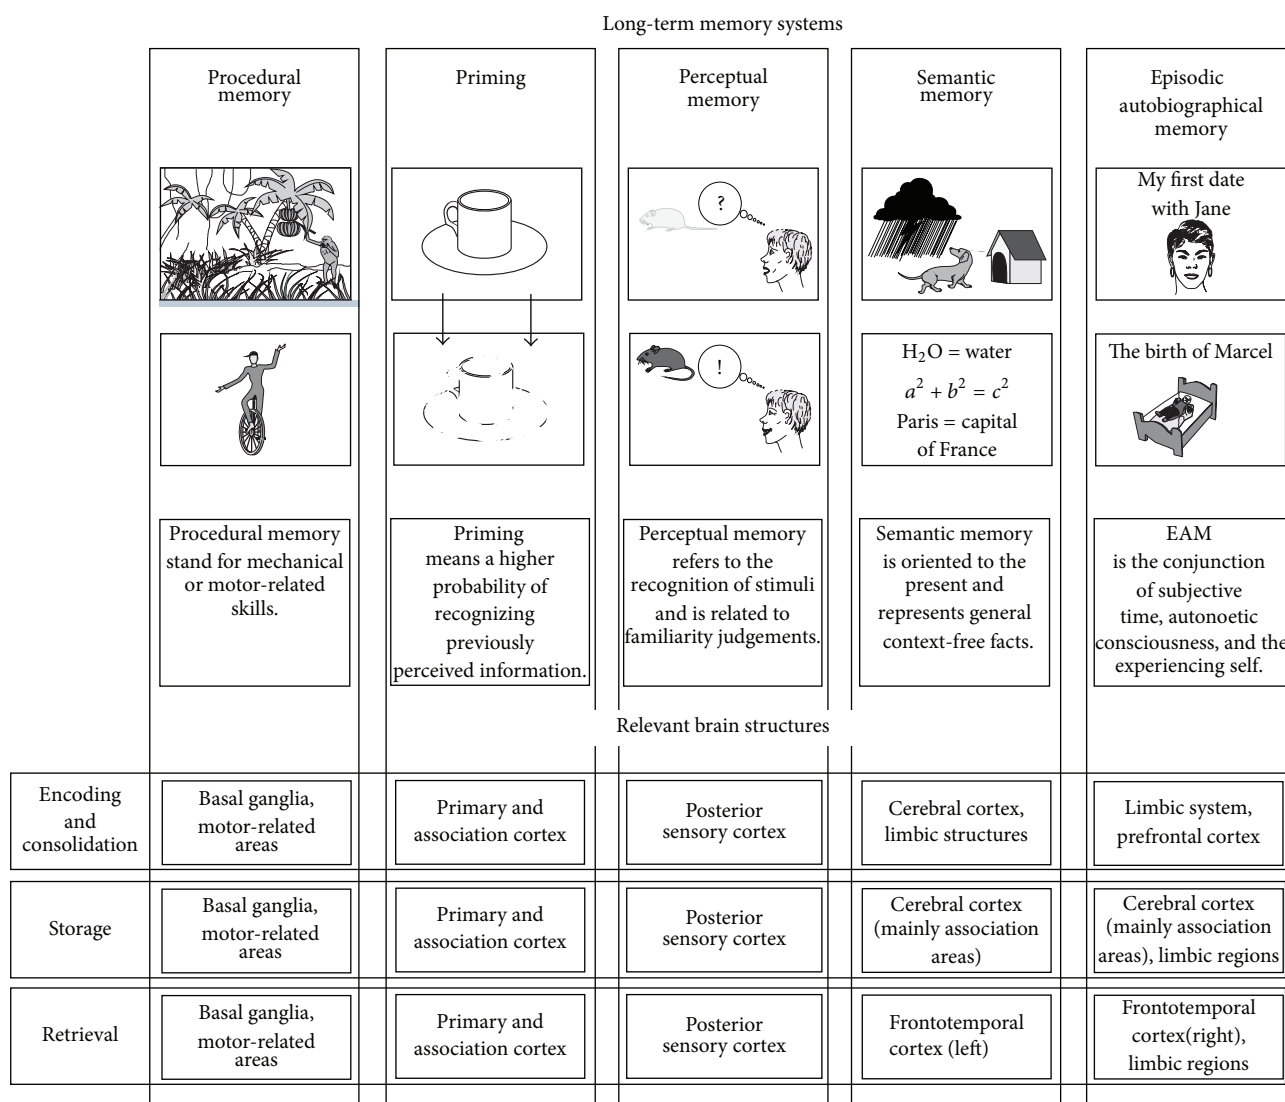 Long-term memory systems
Procedural
memory
Priming
Perceptual
memory
Semantic
memory
Episodic
autobiographical
memory
?
My first date
with Jane
!
H₂O = water
a² + b² = c²
Paris = capital
of France
The birth of Marcel
Procedural memory
stand for mechanical
or motor-related
skills.
Priming
means a higher
probability of
recognizing
previously
perceived information.
Perceptual memory
refers to the
recognition of stimuli
and is related to
familiarity judgements.
Semantic memory
is oriented to the
present and
represents general
context-free facts.
EAM
is the conjunction
of subjective
time, autonoetic
consciousness, and the
experiencing self.
Relevant brain structures
Encoding
and
consolidation
Basal ganglia,
motor-related
areas
Primary and
association cortex
Posterior
sensory cortex
Cerebral cortex,
limbic structures
Limbic system,
prefrontal cortex
Storage
Basal ganglia,
motor-related
areas
Primary and
association cortex
Posterior
sensory cortex
Cerebral cortex
(mainly association
areas)
Cerebral cortex
(mainly association
areas), limbic regions
Retrieval
Basal ganglia,
motor-related
areas
Primary and
association cortex
Posterior
sensory cortex
Frontotemporal
cortex (left)
Frontotemporal
cortex(right),
limbic regions